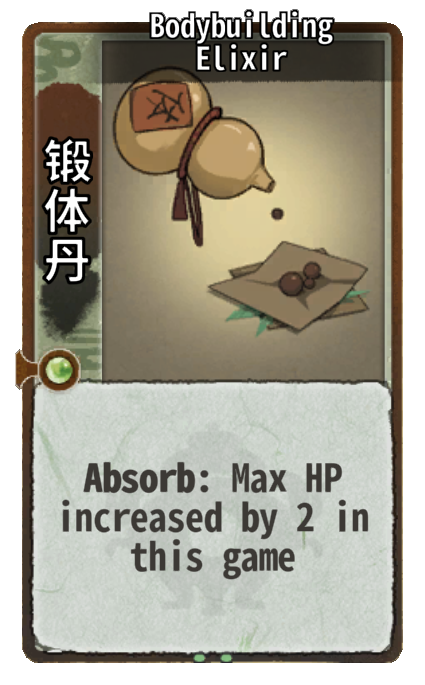 Bodybuilding
Elixir
锻体丹
Absorb: Max HP
increased by 2 in
this game